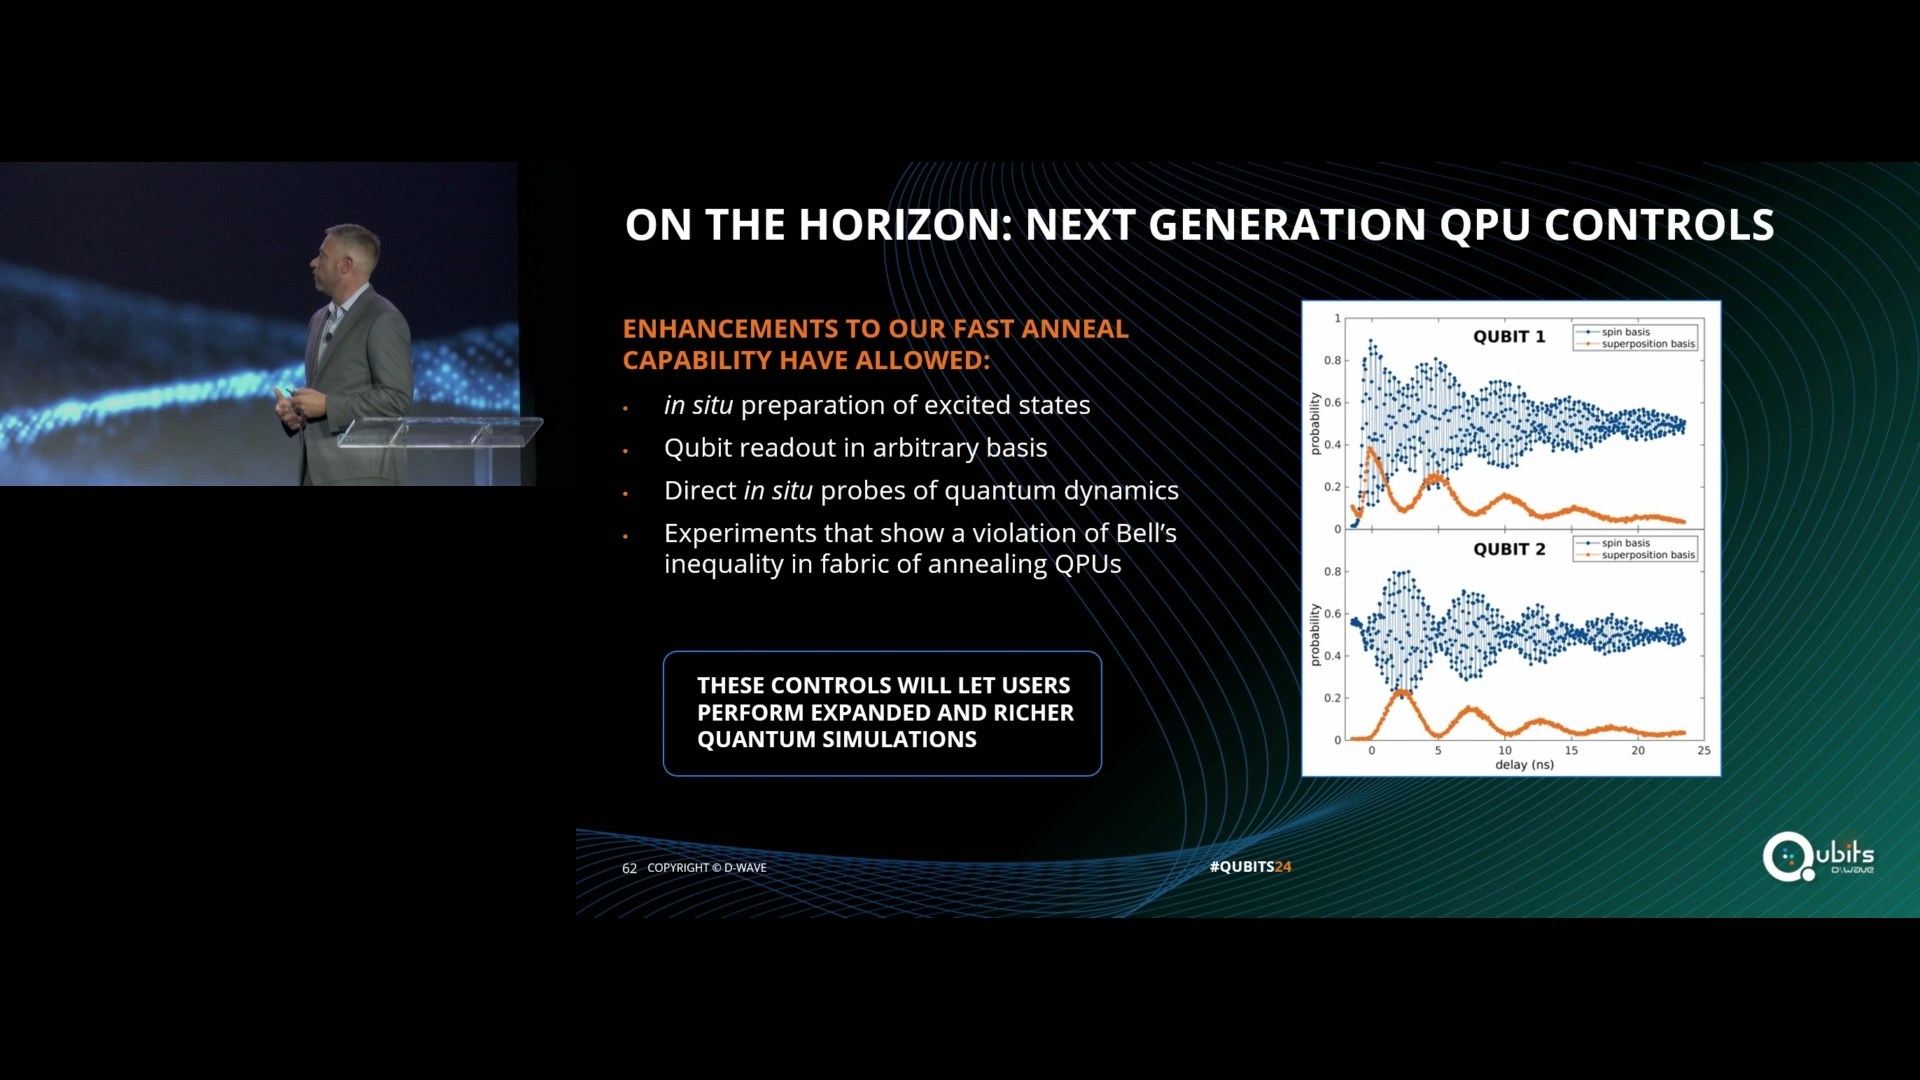 ON THE HORIZON: NEXT GENERATION QPU CONTROLS
ENHANCEMENTS TO OUR FAST ANNEAL
CAPABILITY HAVE ALLOWED:
• in situ preparation of excited states
• Qubit readout in arbitrary basis
• Direct in situ probes of quantum dynamics
• Experiments that show a violation of Bell’s
inequality in fabric of annealing QPUs
THESE CONTROLS WILL LET USERS
PERFORM EXPANDED AND RICHER
QUANTUM SIMULATIONS
QUBIT 1
spin basis
superposition basis
probability
1
0.8
0.6
0.4
0.2
0
QUBIT 2
spin basis
superposition basis
probability
0.8
0.6
0.4
0.2
0
0 5 10 15 20 25
delay (ns)
62 COPYRIGHT © D-WAVE
#QUBITS24
Qubits
D:WAVE